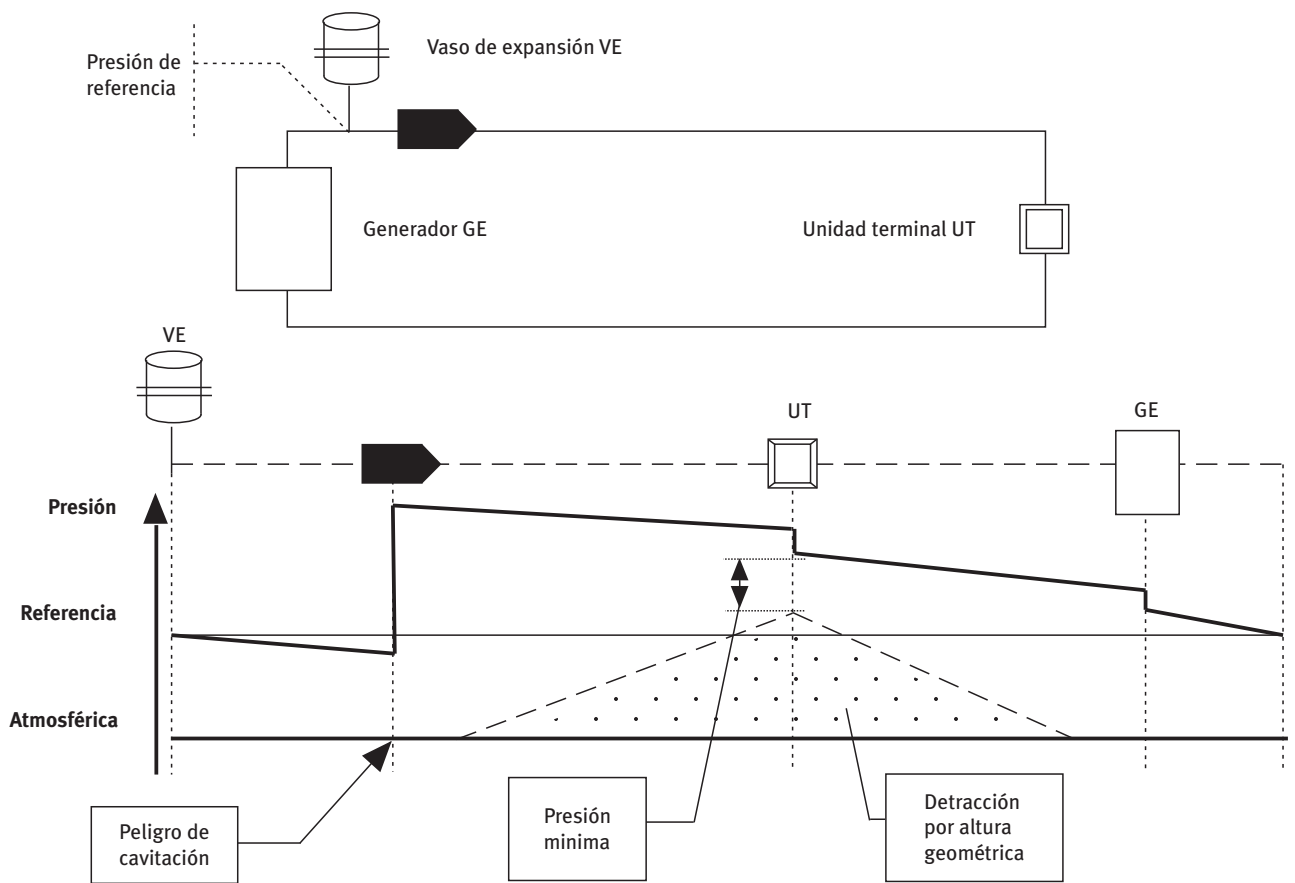 Vaso de expansión VE
Presión de
referencia
Generador GE
Unidad terminal UT
VE
UT
GE
Presión
Referencia
Atmosférica
Peligro de
cavitación
Presión
minima
Detracción
por altura
geométrica